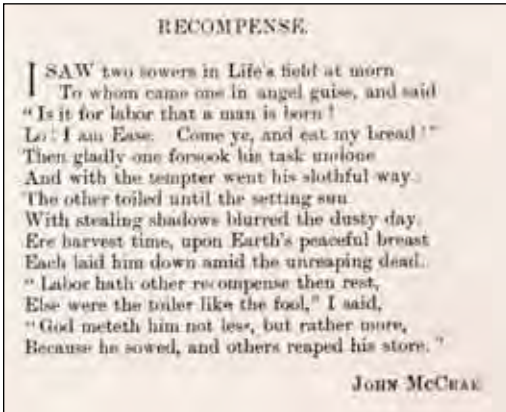 RECOMPENSE.
I SAW two sowers in Life's field at morn
To whom came one in angel guise, and said
"Is it for labor that a man is born?
Lo! I am Ease. Come ye, and eat my bread!"
Then gladly one forsook his task undone
And with the tempter went his slothful way.
The other toiled until the setting sun
With stealing shadows blurred the dusty day.
Ere harvest time, upon Earth's peaceful breast
Each laid him down amid the unreaping dead.
"Labor hath other recompense then rest,
Else were the toiler like the fool," I said,
"God meteth him not less, but rather more,
Because he sowed, and others reaped his store."
JOHN MCCRAE